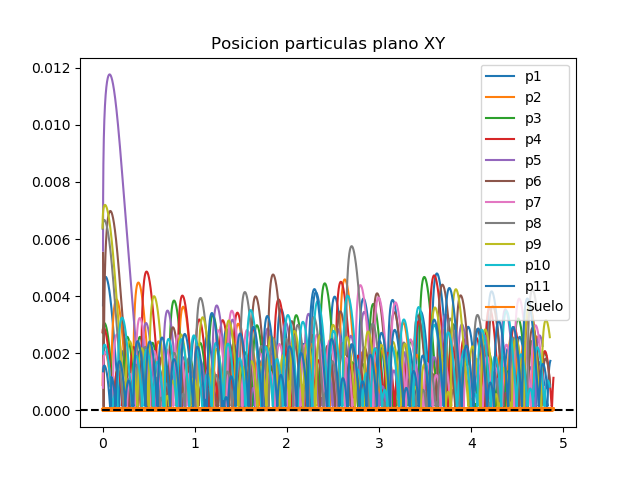 Posicion particulas plano XY
0.012
0.010
0.008
0.006
0.004
0.002
0.000
0
1
2
3
4
5
p1
p2
p3
p4
p5
p6
p7
p8
p9
p10
p11
Suelo